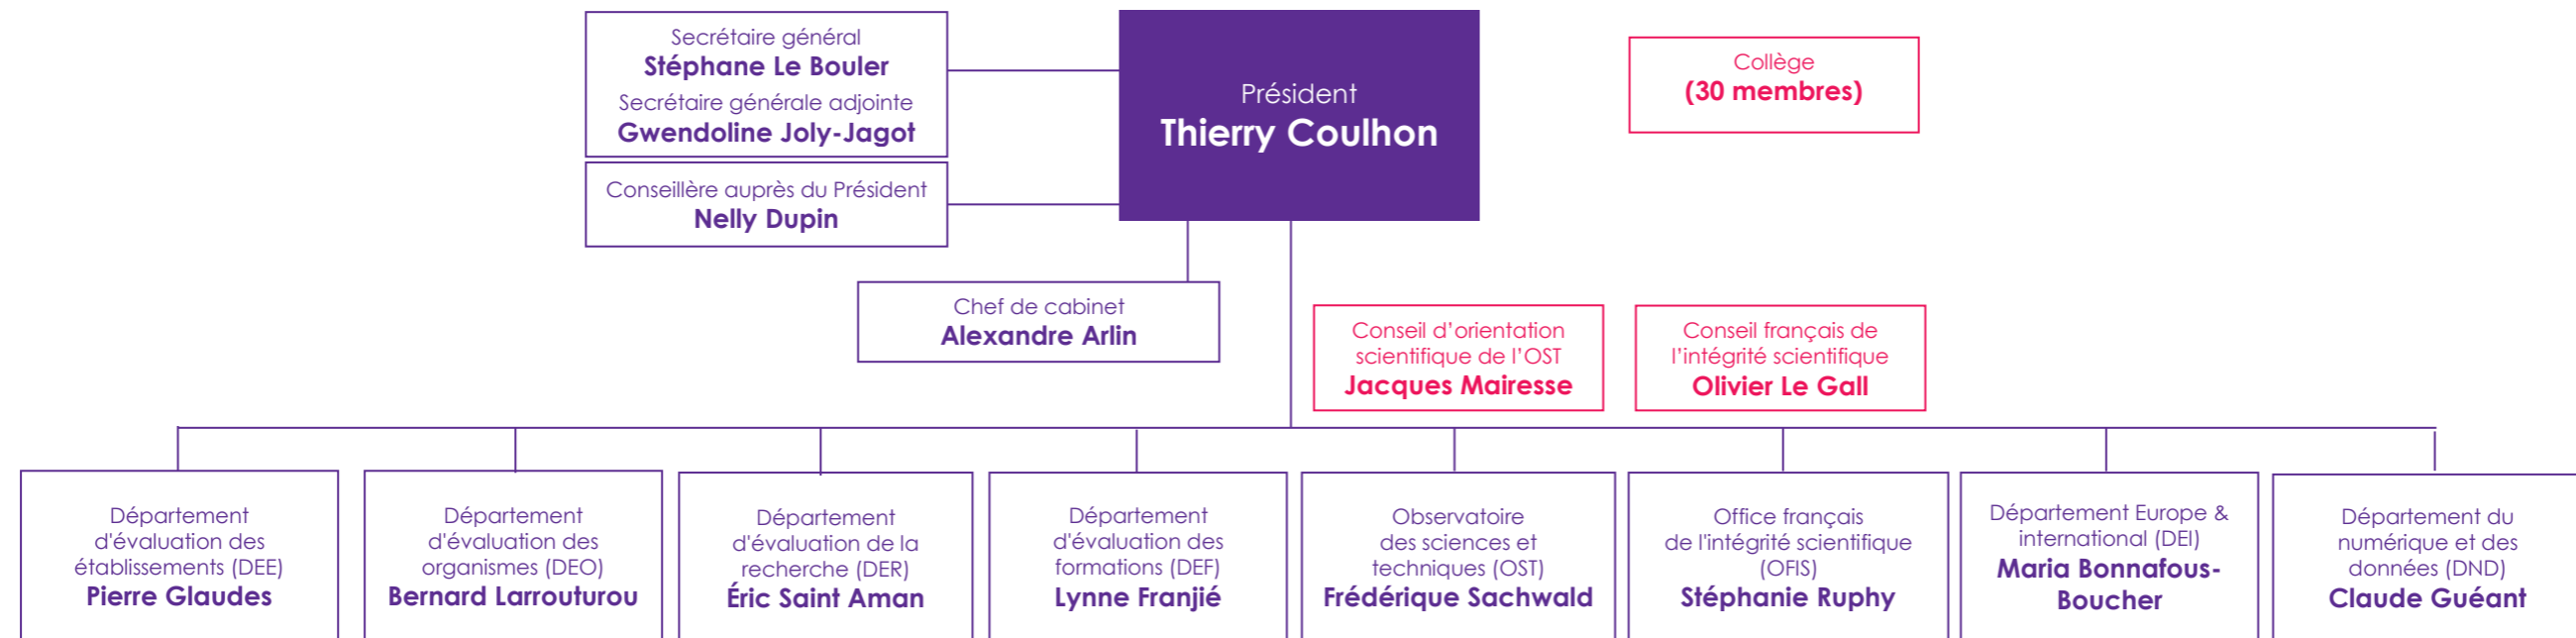 Secrétaire général
Stéphane Le Bouler
Secrétaire générale adjointe
Gwendoline Joly-Jagot
Conseillère auprès du Président
Nelly Dupin
Président
Thierry Coulhon
Collège
(30 membres)
Chef de cabinet
Alexandre Arlin
Conseil d’orientation
scientifique de l’OST
Jacques Mairesse
Conseil français de
l’intégrité scientifique
Olivier Le Gall
Département
d'évaluation des
établissements (DEE)
Pierre Glaudes
Département
d'évaluation des
organismes (DEO)
Bernard Larrouturou
Département
d'évaluation de la
recherche (DER)
Éric Saint Aman
Département
d'évaluation des
formations (DEF)
Lynne Franjié
Observatoire
des sciences et
techniques (OST)
Frédérique Sachwald
Office français
de l'intégrité scientifique
(OFIS)
Stéphanie Ruphy
Département Europe &
international (DEI)
Maria Bonnafous-
Boucher
Département du
numérique et des
données (DND)
Claude Guéant